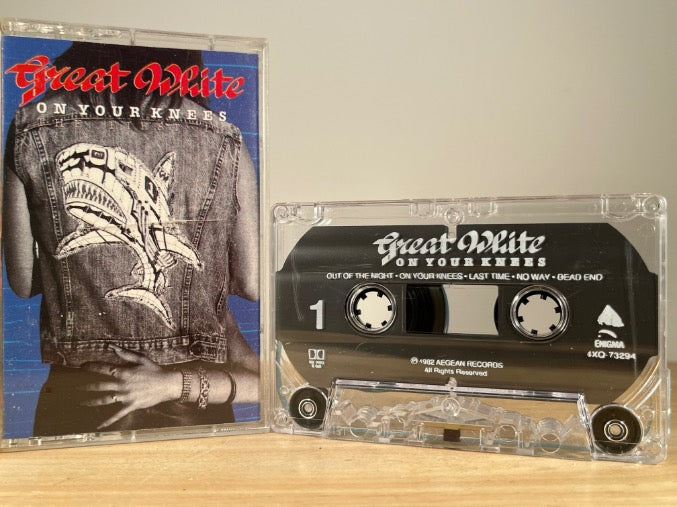 Great White
ON YOUR KNEES
Great White
ON YOUR KNEES
OUT OF THE NIGHT • ON YOUR KNEES • LAST TIME • NO WAY • DEAD END
1
ENIGMA
4XQ-73294
℗ 1982 AEGEAN RECORDS
All Rights Reserved